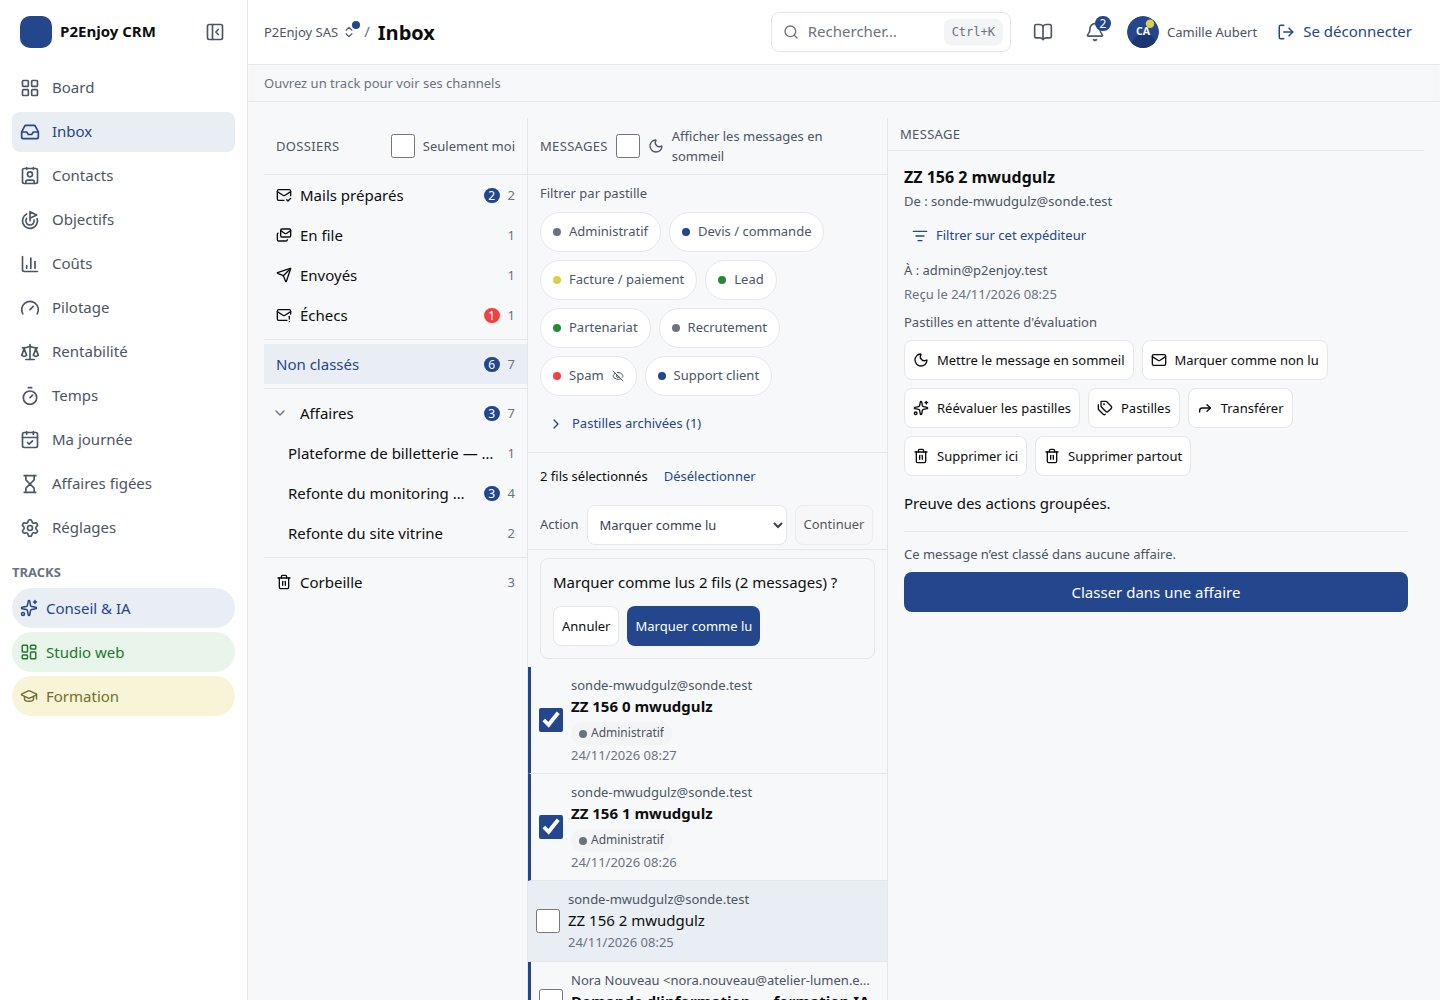 P2Enjoy CRM
Board
Inbox
Contacts
Objectifs
Coûts
Pilotage
Rentabilité
Temps
Ma journée
Affaires figées
Réglages
TRACKS
Conseil & IA
Studio web
Formation
P2Enjoy SAS / Inbox
Rechercher... Ctrl+K
2
CA Camille Aubert
Se déconnecter
Ouvrez un track pour voir ses channels
DOSSIERS Seulement moi
Mails préparés 2 2
En file 1
Envoyés 1
Échecs 1 1
Non classés 6 7
Affaires 3 7
Plateforme de billetterie — ... 1
Refonte du monitoring ... 3 4
Refonte du site vitrine 2
Corbeille 3
MESSAGES Afficher les messages en
sommeil
Filtrer par pastille
Administratif Devis / commande
Facture / paiement Lead
Partenariat Recrutement
Spam Support client
Pastilles archivées (1)
2 fils sélectionnés Désélectionner
Action Marquer comme lu Continuer
Marquer comme lus 2 fils (2 messages) ?
Annuler Marquer comme lu
sonde-mwudgulz@sonde.test
ZZ 156 0 mwudgulz
Administratif
24/11/2026 08:27
sonde-mwudgulz@sonde.test
ZZ 156 1 mwudgulz
Administratif
24/11/2026 08:26
sonde-mwudgulz@sonde.test
ZZ 156 2 mwudgulz
24/11/2026 08:25
Nora Nouveau <nora.nouveau@atelier-lumen.e...
Demande d'information — formation IA
MESSAGE
ZZ 156 2 mwudgulz
De : sonde-mwudgulz@sonde.test
Filtrer sur cet expéditeur
À : admin@p2enjoy.test
Reçu le 24/11/2026 08:25
Pastilles en attente d'évaluation
Mettre le message en sommeil Marquer comme non lu
Réévaluer les pastilles Pastilles Transférer
Supprimer ici Supprimer partout
Preuve des actions groupées.
Ce message n’est classé dans aucune affaire.
Classer dans une affaire